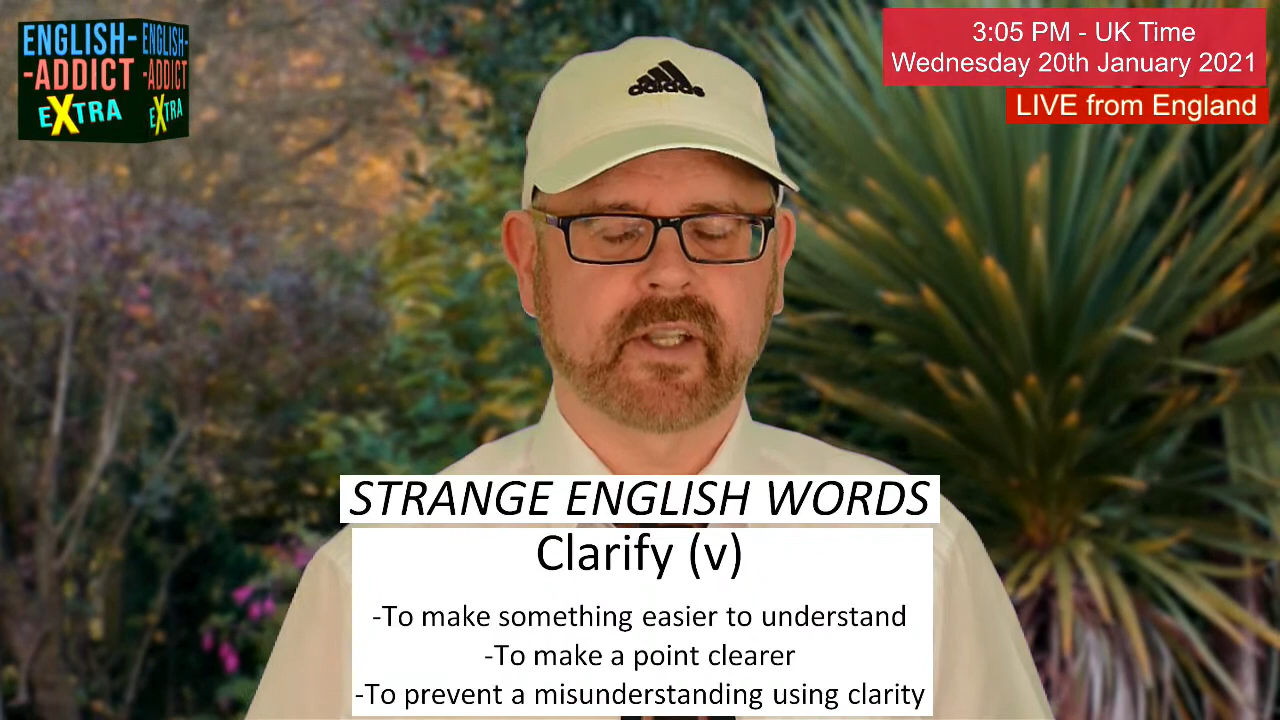 ENGLISH-
-ADDICT
EXTRA
ENGLISH-
-ADDICT
EXTRA
adidas
3:05 PM - UK Time
Wednesday 20th January 2021
LIVE from England
STRANGE ENGLISH WORDS
Clarify (v)
-To make something easier to understand
-To make a point clearer
-To prevent a misunderstanding using clarity